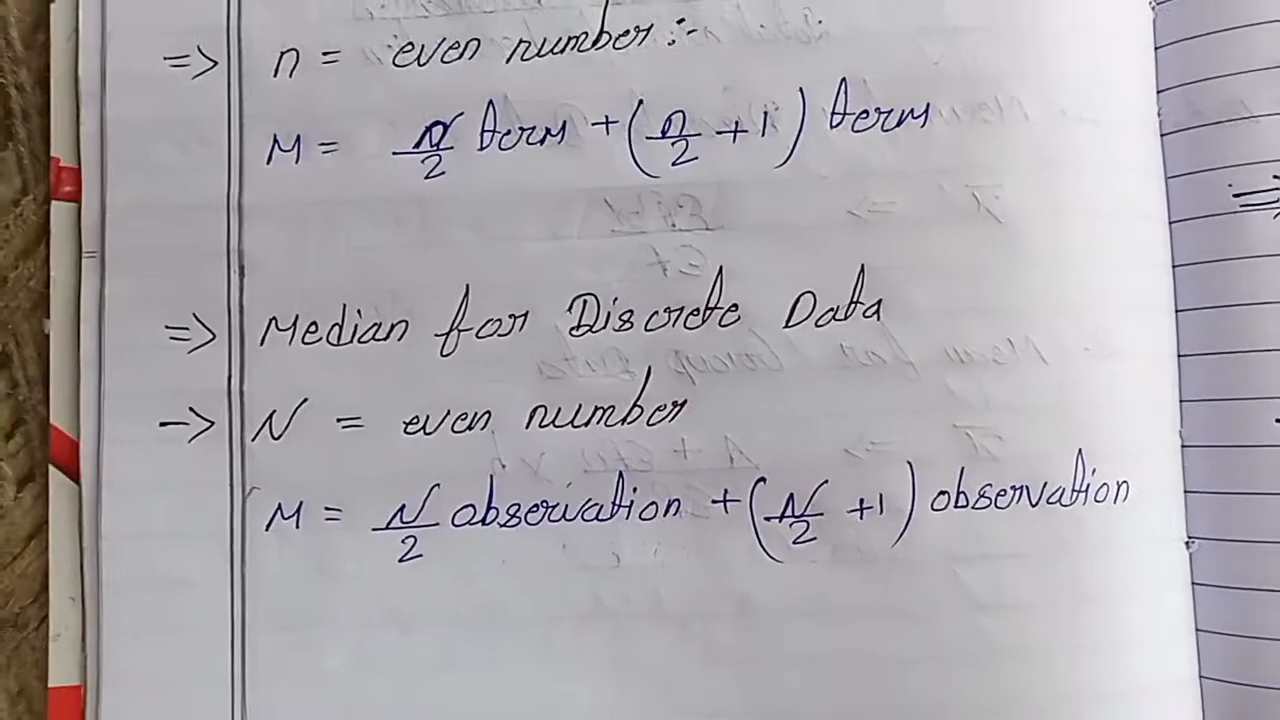 => n = even number :-
M = n/2 term + (n/2 + 1) term
=> Median for Discrete Data
-> N = even number
M = N/2 observation + (N/2 + 1) observation